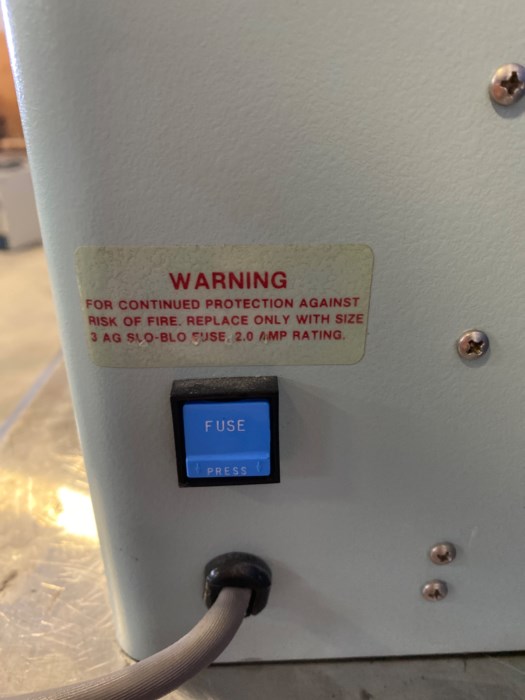 WARNING
FOR CONTINUED PROTECTION AGAINST
RISK OF FIRE. REPLACE ONLY WITH SIZE
3 AG SLO-BLO FUSE, 2.0 AMP RATING.
FUSE
PRESS